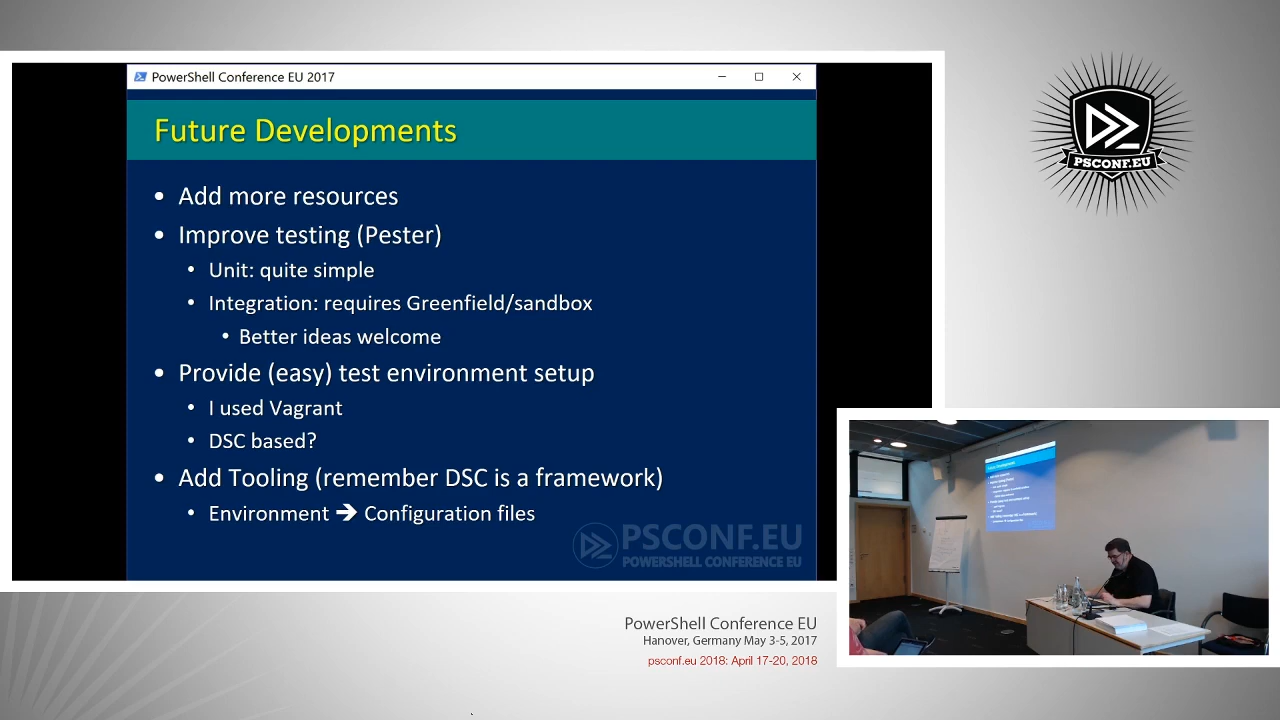 PowerShell Conference EU 2017
Future Developments
• Add more resources
• Improve testing (Pester)
• Unit: quite simple
• Integration: requires Greenfield/sandbox
• Better ideas welcome
• Provide (easy) test environment setup
• I used Vagrant
• DSC based?
• Add Tooling (remember DSC is a framework)
• Environment ➔ Configuration files
PSCONF.EU
POWERSHELL CONFERENCE EU
PSCONF.EU
Future Developments
PowerShell Conference EU
Hanover, Germany May 3-5, 2017
psconf.eu 2018: April 17-20, 2018